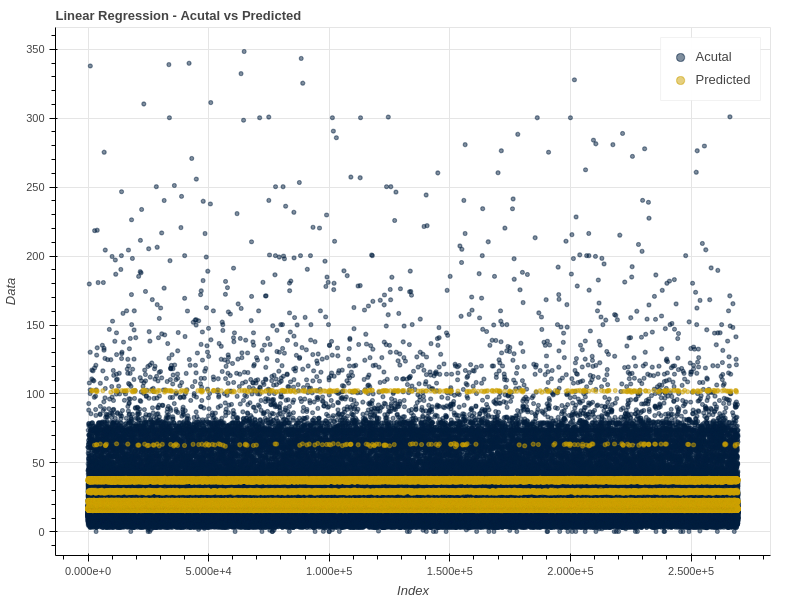 Linear Regression - Acutal vs Predicted
Acutal
Predicted
350
300
250
200
150
100
50
0
Data
0.000e+0
5.000e+4
1.000e+5
1.500e+5
2.000e+5
2.500e+5
Index